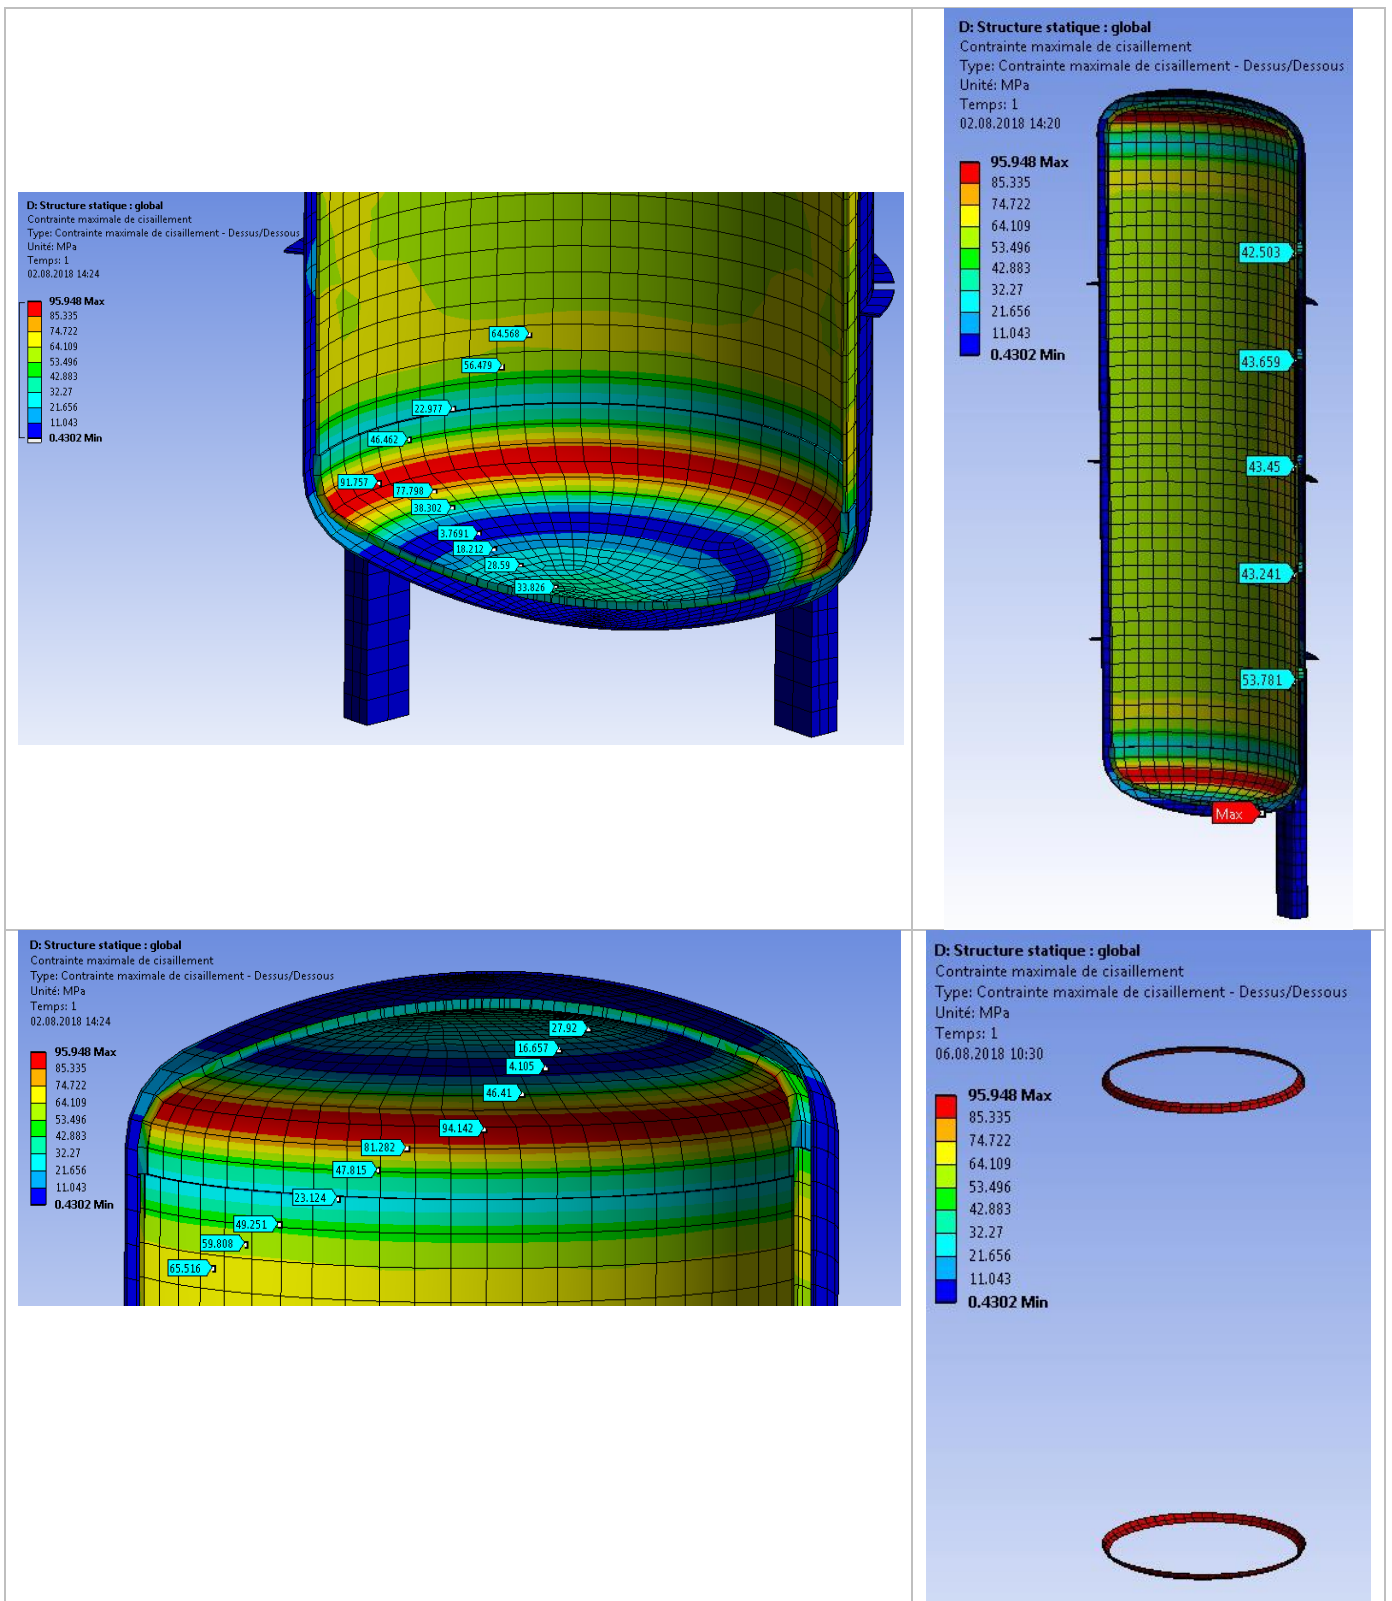 D: Structure statique : global
Contrainte maximale de cisaillement
Type: Contrainte maximale de cisaillement - Dessus/Dessous
Unité: MPa
Temps: 1
02.08.2018 14:24
95.948 Max
85.335
74.722
64.109
53.496
42.883
32.27
21.656
11.043
0.4302 Min
64.568
56.479
22.977
46.462
91.757
77.798
38.302
3.7691
18.212
28.59
33.826
D: Structure statique : global
Contrainte maximale de cisaillement
Type: Contrainte maximale de cisaillement - Dessus/Dessous
Unité: MPa
Temps: 1
02.08.2018 14:20
95.948 Max
85.335
74.722
64.109
53.496
42.883
32.27
21.656
11.043
0.4302 Min
42.503
43.659
43.45
43.241
53.781
Max
D: Structure statique : global
Contrainte maximale de cisaillement
Type: Contrainte maximale de cisaillement - Dessus/Dessous
Unité: MPa
Temps: 1
02.08.2018 14:24
95.948 Max
85.335
74.722
64.109
53.496
42.883
32.27
21.656
11.043
0.4302 Min
27.92
16.657
4.105
46.41
94.142
81.282
47.815
23.124
49.251
59.808
65.516
D: Structure statique : global
Contrainte maximale de cisaillement
Type: Contrainte maximale de cisaillement - Dessus/Dessous
Unité: MPa
Temps: 1
06.08.2018 10:30
95.948 Max
85.335
74.722
64.109
53.496
42.883
32.27
21.656
11.043
0.4302 Min